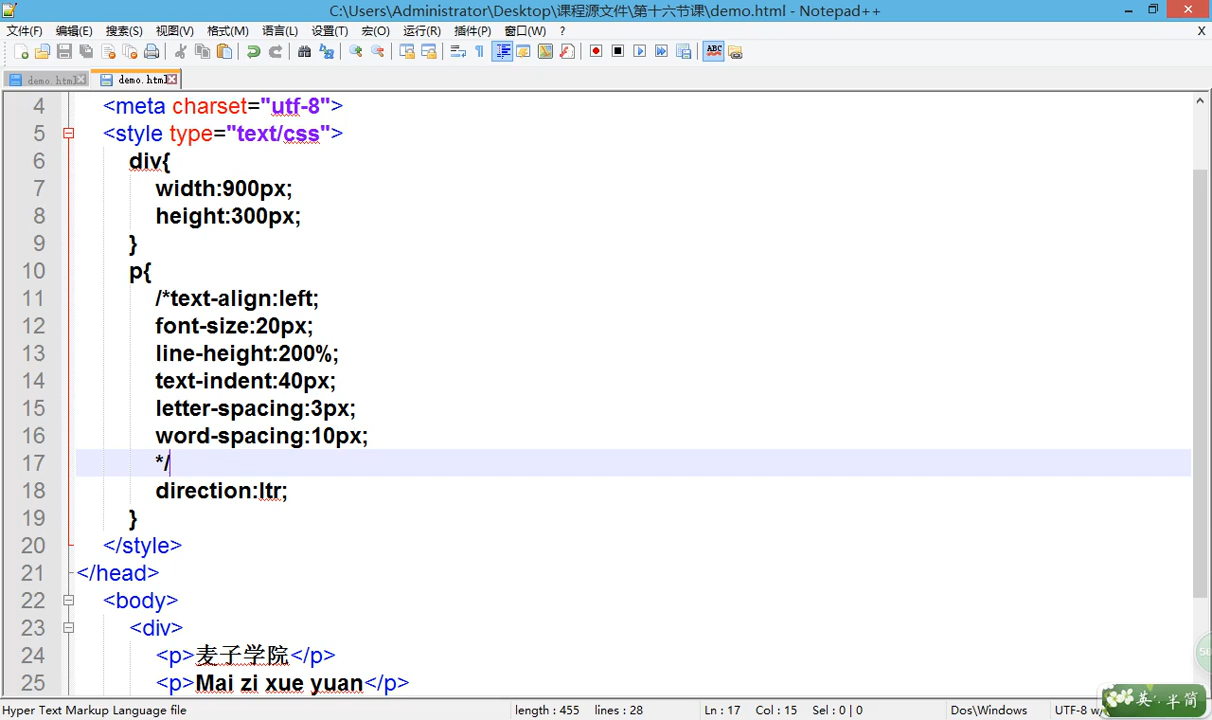 C:\Users\Administrator\Desktop\课程源文件\第十六节课\demo.html - Notepad++
文件(F) 编辑(E) 搜索(S) 视图(V) 格式(M) 语言(L) 设置(T) 宏(O) 运行(R) 插件(P) 窗口(W) ? X
demo.html demo.html
4 <meta charset="utf-8">
5 <style type="text/css">
6 div{
7 width:900px;
8 height:300px;
9 }
10 p{
11 /*text-align:left;
12 font-size:20px;
13 line-height:200%;
14 text-indent:40px;
15 letter-spacing:3px;
16 word-spacing:10px;
17 */
18 direction:ltr;
19 }
20 </style>
21 </head>
22 <body>
23 <div>
24 <p>麦子学院</p>
25 <p>Mai zi xue yuan</p>
Hyper Text Markup Language file length : 455 lines : 28 Ln : 17 Col : 15 Sel : 0 | 0 Dos\Windows UTF-8 w/
英 半 简